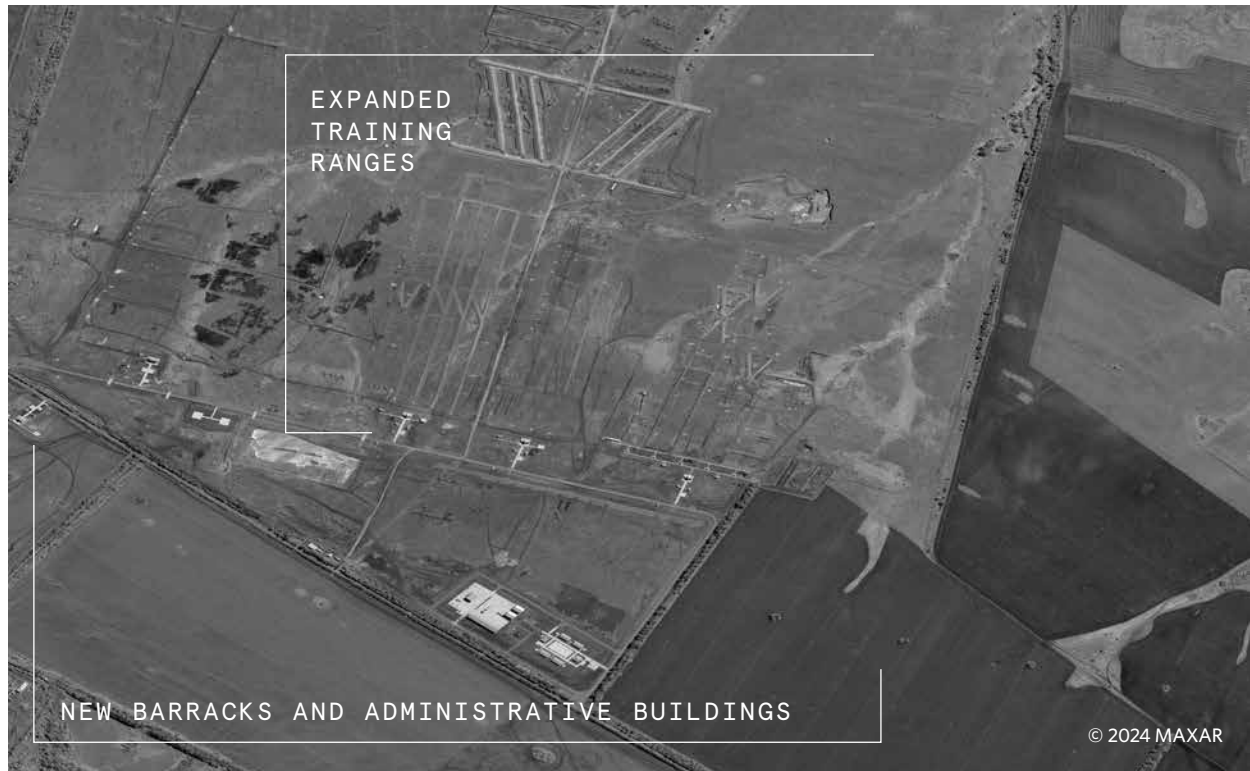 EXPANDED
TRAINING
RANGES
NEW BARRACKS AND ADMINISTRATIVE BUILDINGS
© 2024 MAXAR